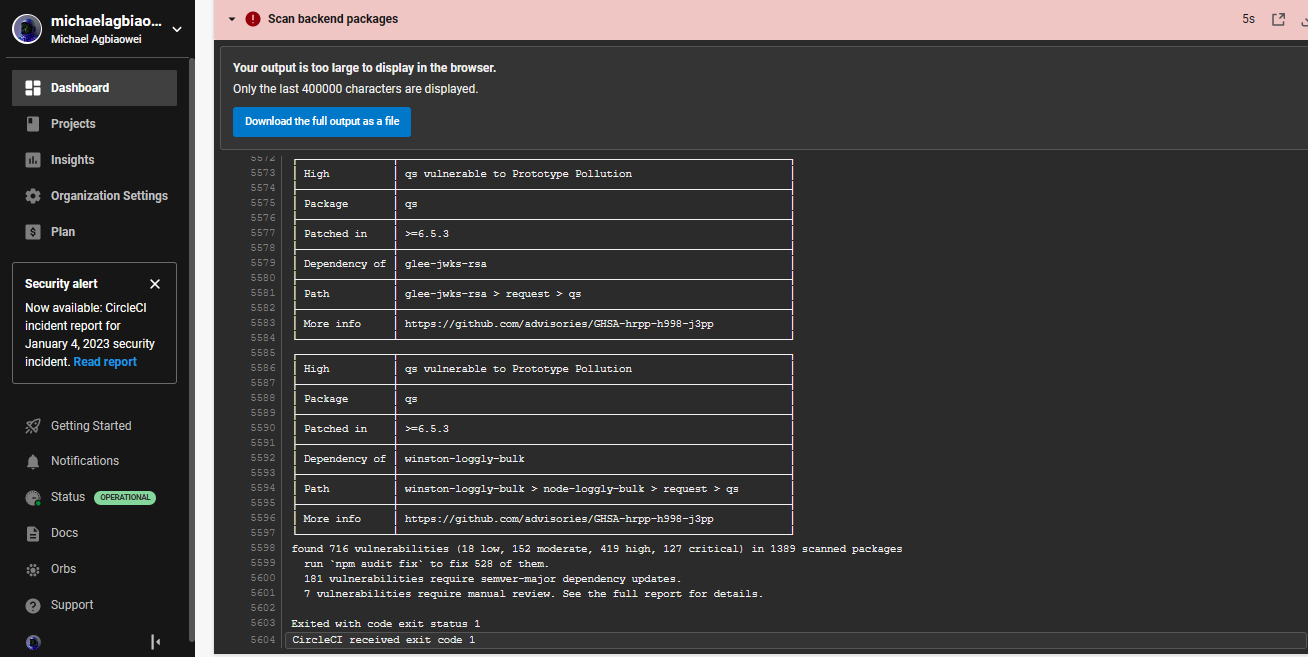 michaelagbiao...
Michael Agbiaowei
Dashboard
Projects
Insights
Organization Settings
Plan
Security alert
Now available: CircleCI
incident report for
January 4, 2023 security
incident. Read report
Getting Started
Notifications
Status OPERATIONAL
Docs
Orbs
Support
Scan backend packages 5s
Your output is too large to display in the browser.
Only the last 400000 characters are displayed.
Download the full output as a file
5572
5573 High qs vulnerable to Prototype Pollution
5574
5575 Package qs
5576
5577 Patched in >=6.5.3
5578
5579 Dependency of glee-jwks-rsa
5580
5581 Path glee-jwks-rsa > request > qs
5582
5583 More info https://github.com/advisories/GHSA-hrpp-h998-j3pp
5584
5585
5586 High qs vulnerable to Prototype Pollution
5587
5588 Package qs
5589
5590 Patched in >=6.5.3
5591
5592 Dependency of winston-loggly-bulk
5593
5594 Path winston-loggly-bulk > node-loggly-bulk > request > qs
5595
5596 More info https://github.com/advisories/GHSA-hrpp-h998-j3pp
5597
5598 found 716 vulnerabilities (18 low, 152 moderate, 419 high, 127 critical) in 1389 scanned packages
5599 run `npm audit fix` to fix 528 of them.
5600 181 vulnerabilities require semver-major dependency updates.
5601 7 vulnerabilities require manual review. See the full report for details.
5602
5603 Exited with code exit status 1
5604 CircleCI received exit code 1